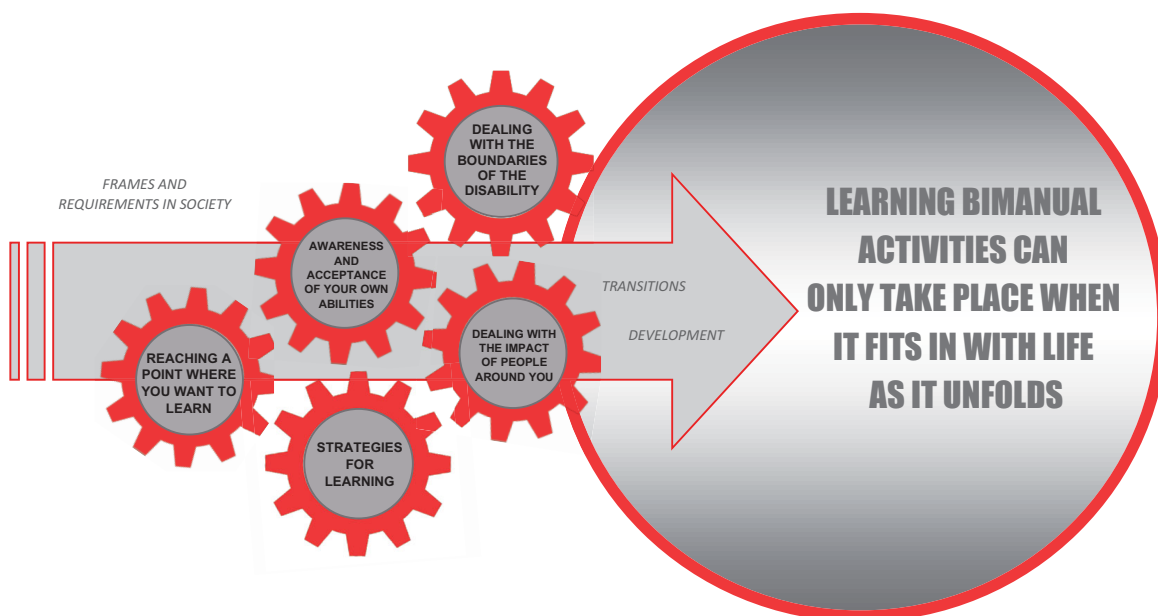 FRAMES AND
REQUIREMENTS IN SOCIETY
DEALING
WITH THE
BOUNDARIES
OF THE
DISABILITY
AWARENESS
AND
ACCEPTANCE
OF YOUR OWN
ABILITIES
REACHING A
POINT WHERE
YOU WANT TO
LEARN
STRATEGIES
FOR
LEARNING
DEALING WITH
THE IMPACT
OF PEOPLE
AROUND YOU
TRANSITIONS
DEVELOPMENT
LEARNING BIMANUAL
ACTIVITIES CAN
ONLY TAKE PLACE WHEN
IT FITS IN WITH LIFE
AS IT UNFOLDS